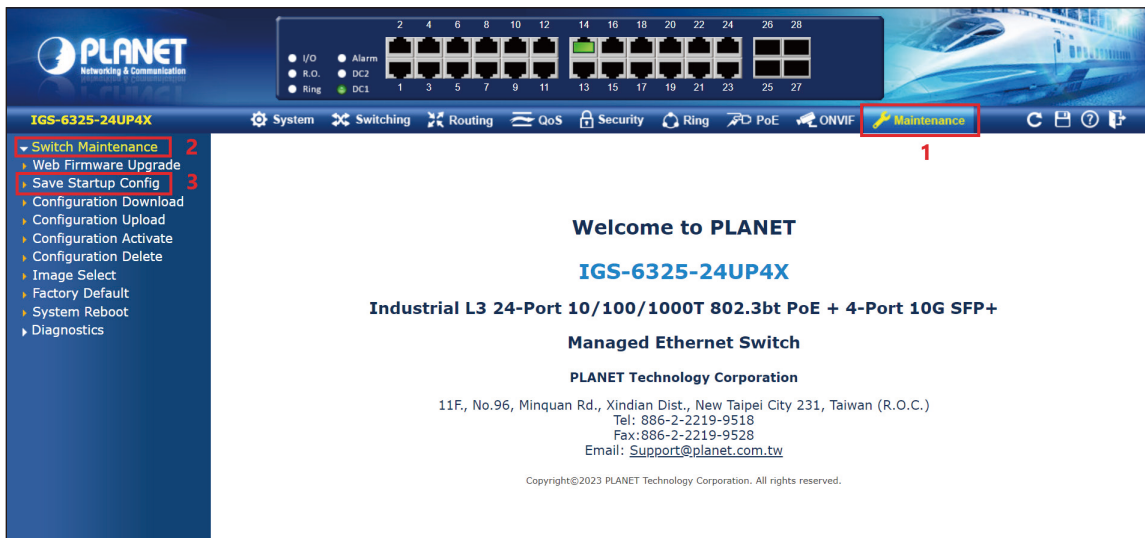 PLANET
Networking & Communication
2 4 6 8 10 12 14 16 18 20 22 24 26 28
I/O Alarm
R.O. DC2
Ring DC1
1 3 5 7 9 11 13 15 17 19 21 23 25 27
IGS-6325-24UP4X
System Switching Routing QoS Security Ring PoE ONVIF Maintenance
1
Switch Maintenance 2
Web Firmware Upgrade
Save Startup Config 3
Configuration Download
Configuration Upload
Configuration Activate
Configuration Delete
Image Select
Factory Default
System Reboot
Diagnostics
Welcome to PLANET
IGS-6325-24UP4X
Industrial L3 24-Port 10/100/1000T 802.3bt PoE + 4-Port 10G SFP+
Managed Ethernet Switch
PLANET Technology Corporation
11F., No.96, Minquan Rd., Xindian Dist., New Taipei City 231, Taiwan (R.O.C.)
Tel: 886-2-2219-9518
Fax:886-2-2219-9528
Email: Support@planet.com.tw
Copyright©2023 PLANET Technology Corporation. All rights reserved.